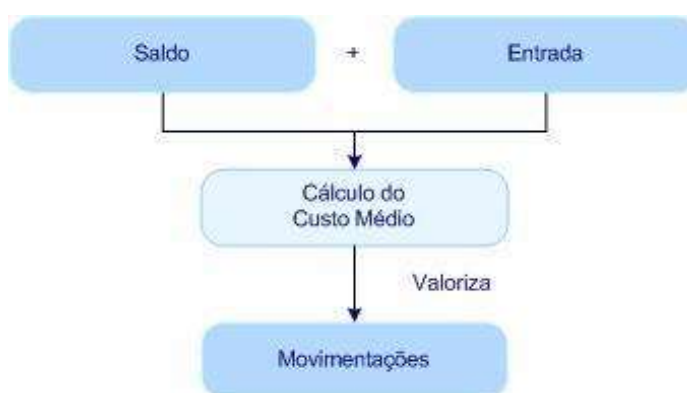 Saldo + Entrada
Cálculo do
Custo Médio
Valoriza
Movimentações